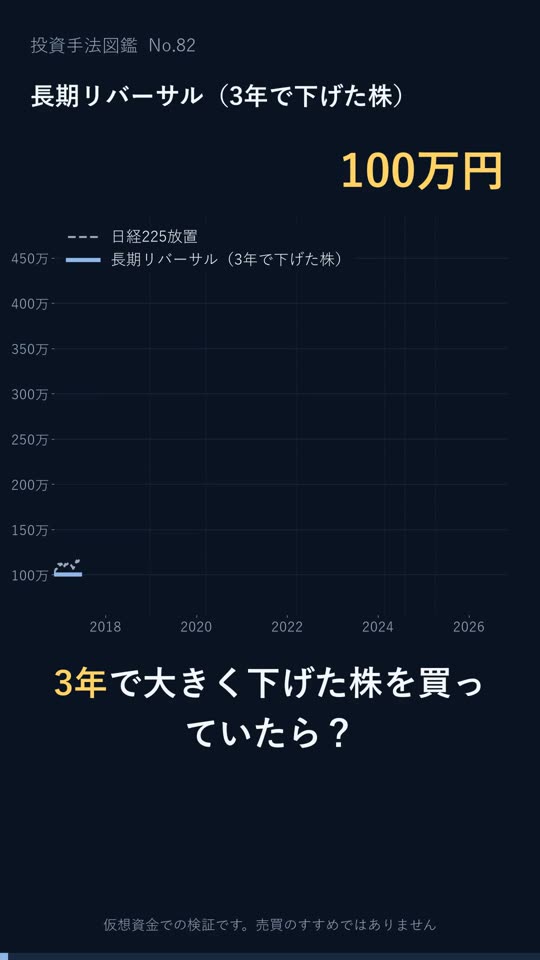 投資手法図鑑 No.82
長期リバーサル（3年で下げた株）
100万円
日経225放置
長期リバーサル（3年で下げた株）
450万
400万
350万
300万
250万
200万
150万
100万
2018 2020 2022 2024 2026
3年で大きく下げた株を買っ
ていたら？
仮想資金での検証です。売買のすすめではありません